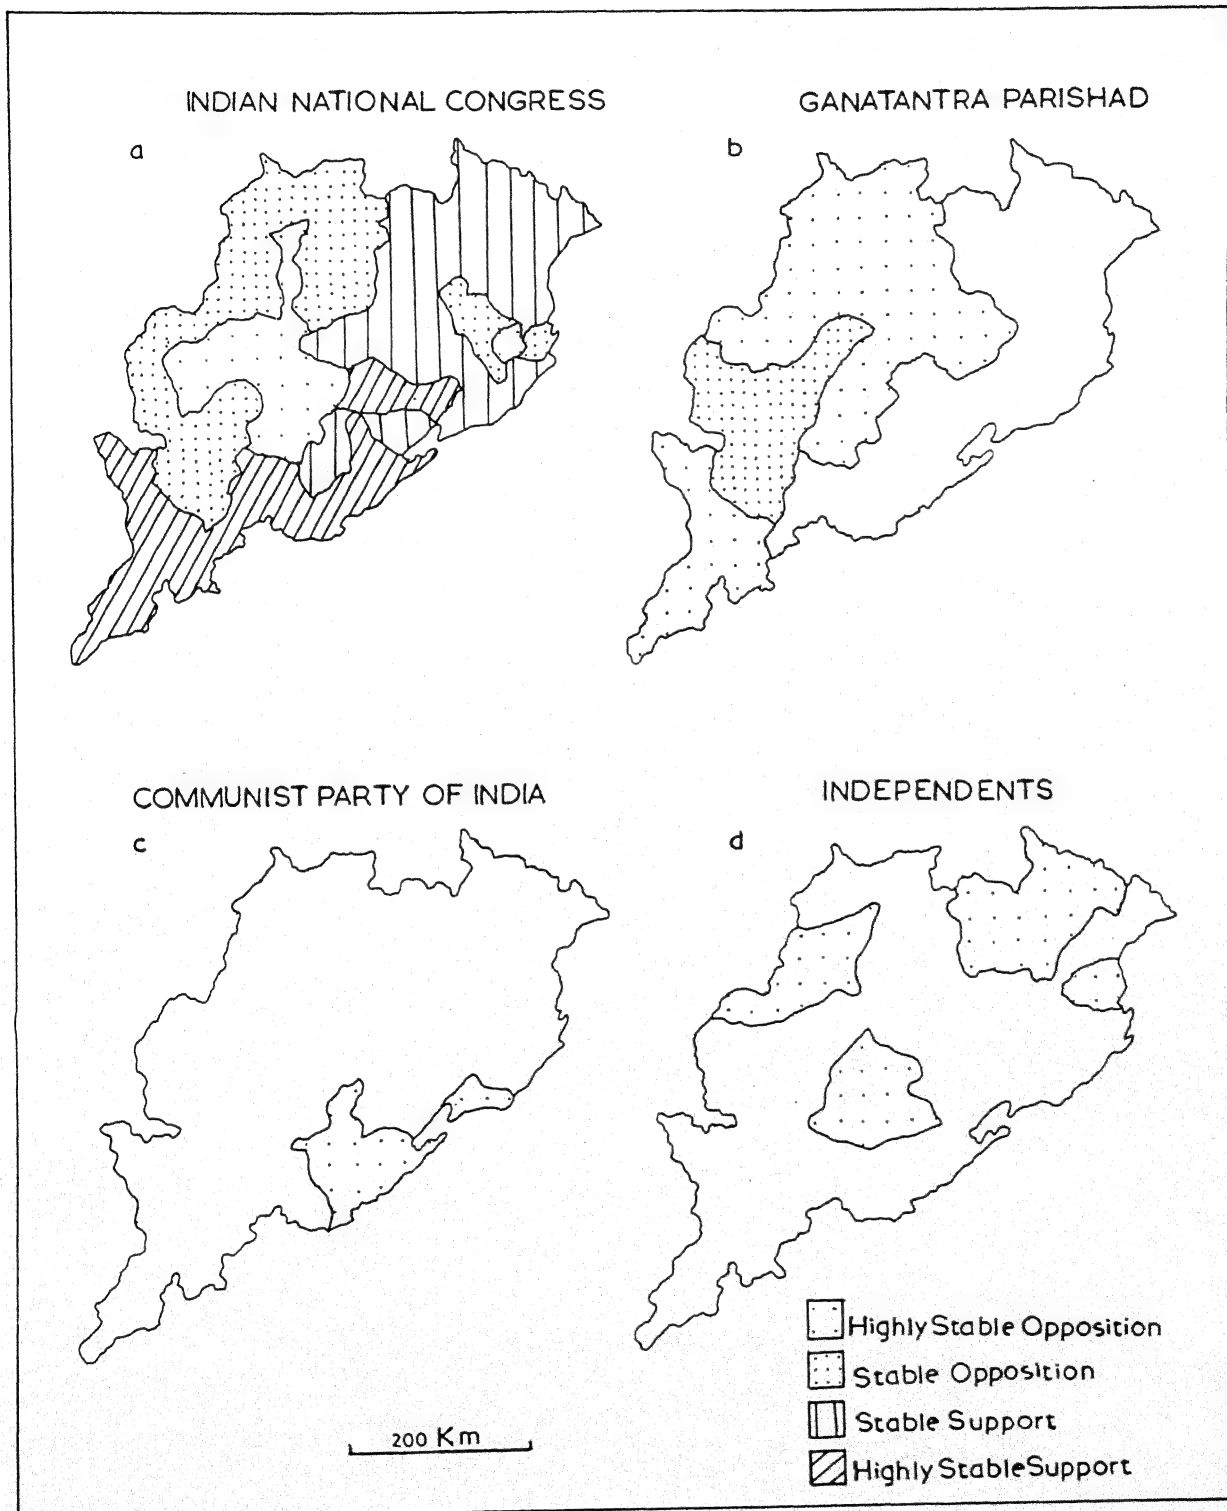 INDIAN NATIONAL CONGRESS
a
GANATANTRA PARISHAD
b
COMMUNIST PARTY OF INDIA
c
INDEPENDENTS
d
Highly Stable Opposition
Stable Opposition
Stable Support
Highly Stable Support
200 Km